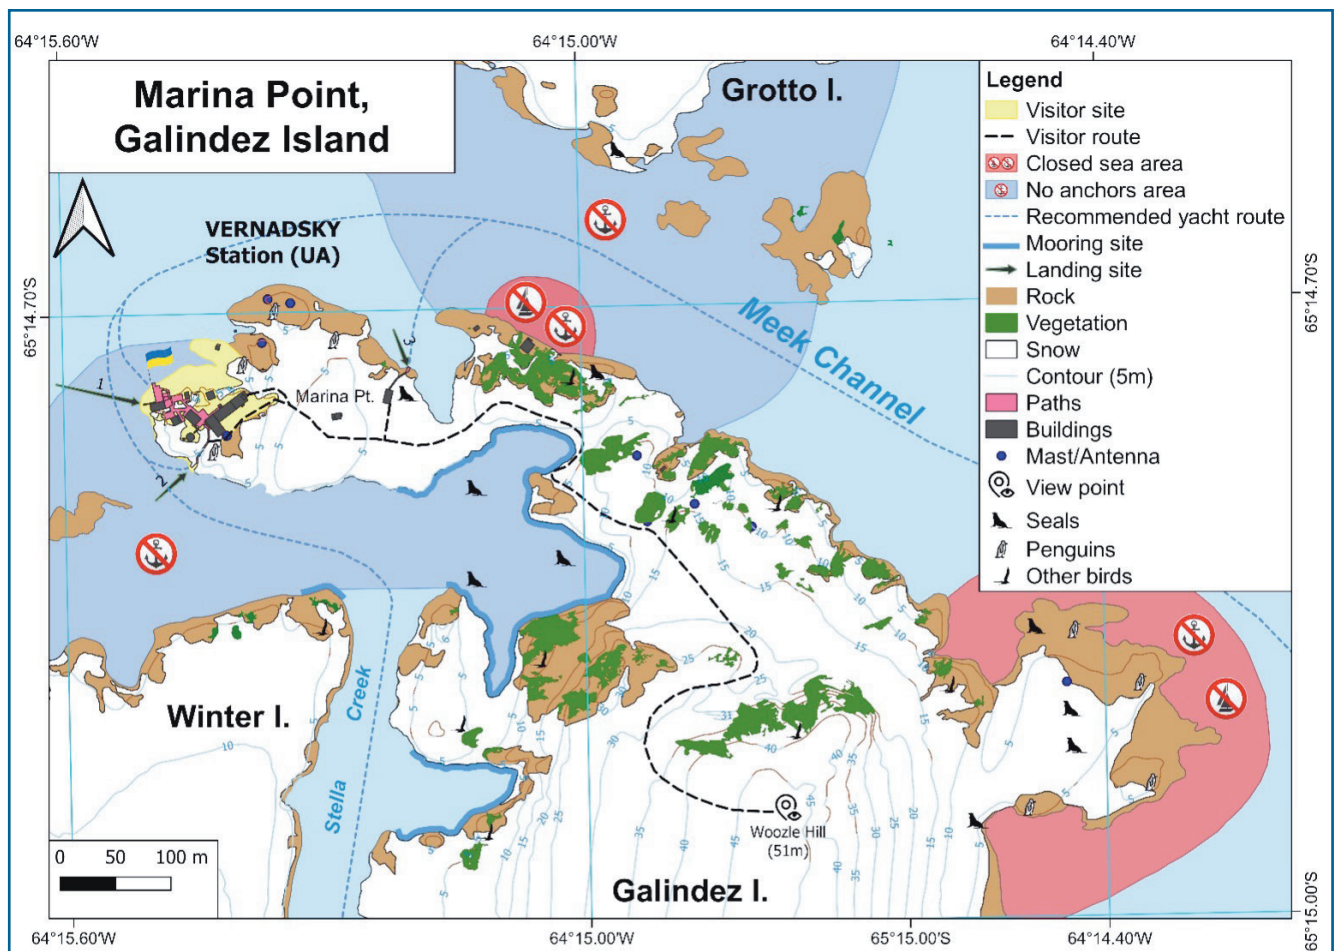 64°15.60'W
64°15.00'W
64°14.40'W
Marina Point,
Galindez Island
Grotto I.
Legend
Visitor site
Visitor route
Closed sea area
No anchors area
Recommended yacht route
Mooring site
Landing site
Rock
Vegetation
Snow
Contour (5m)
Paths
Buildings
Mast/Antenna
View point
Seals
Penguins
Other birds
VERNADSKY
Station (UA)
65°14.70'S
65°14.70'S
Meek Channel
1
2
3
Marina Pt.
Winter I.
Stella Creek
Woozle Hill
(51m)
Galindez I.
0 50 100 m
65°15.00'S
64°15.60'W
64°15.00'W
65°15.00'S
64°14.40'W